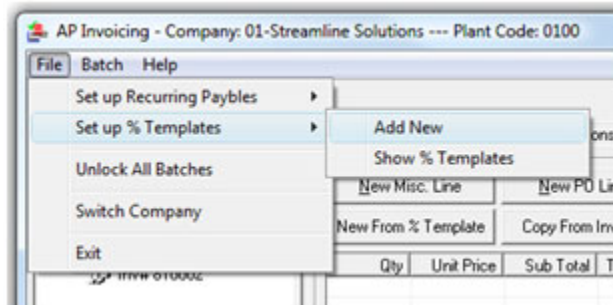 AP Invoicing - Company: 01-Streamline Solutions --- Plant Code: 0100
File Batch Help
Set up Recurring Paybles
Set up % Templates
Add New
Show % Templates
Unlock All Batches
Switch Company
Exit
New Misc. Line New PO
New From % Template Copy From
Qty Unit Price Sub Total